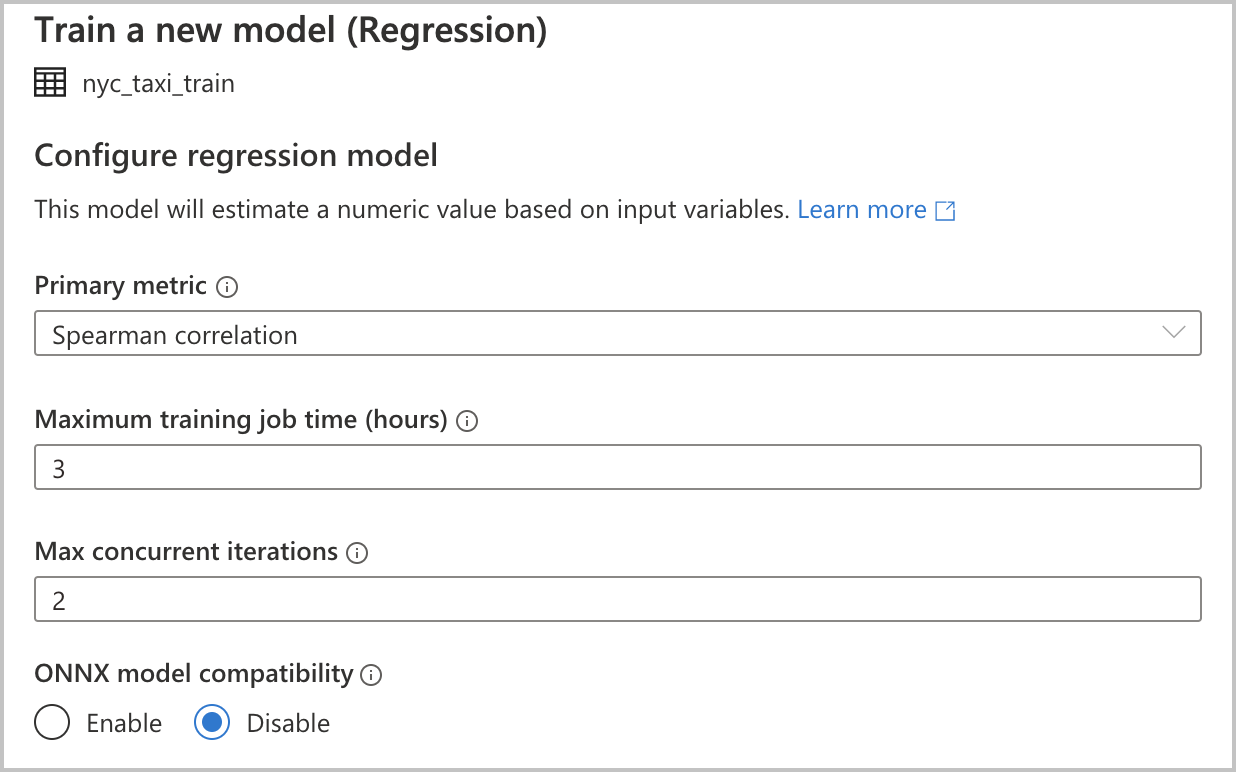 Train a new model (Regression)
nyc_taxi_train
Configure regression model
This model will estimate a numeric value based on input variables. Learn more
Primary metric
Spearman correlation
Maximum training job time (hours)
3
Max concurrent iterations
2
ONNX model compatibility
Enable Disable